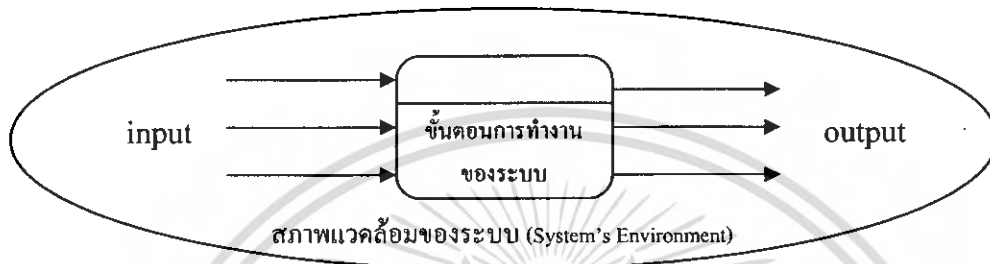 input
ขั้นตอนการทำงาน
ของระบบ
output
สภาพแวดล้อมของระบบ (System's Environment)